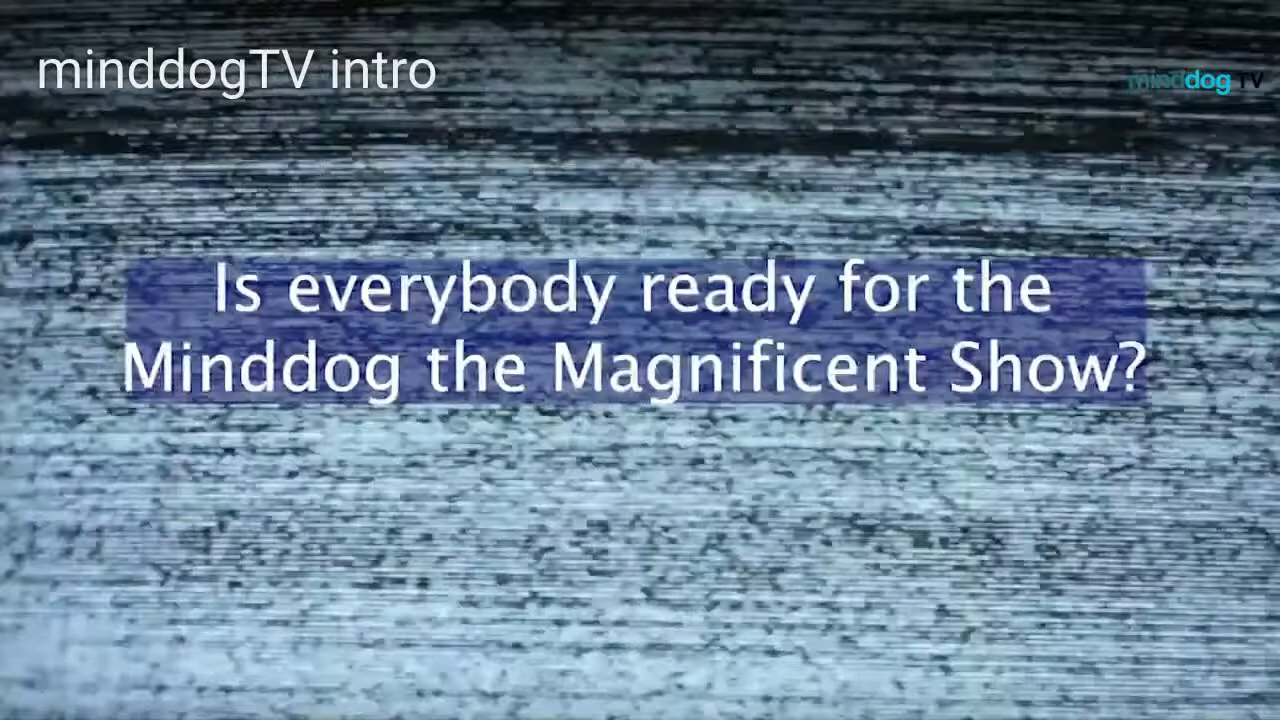 minddogTV intro
minddog TV
Is everybody ready for the
Minddog the Magnificent Show?